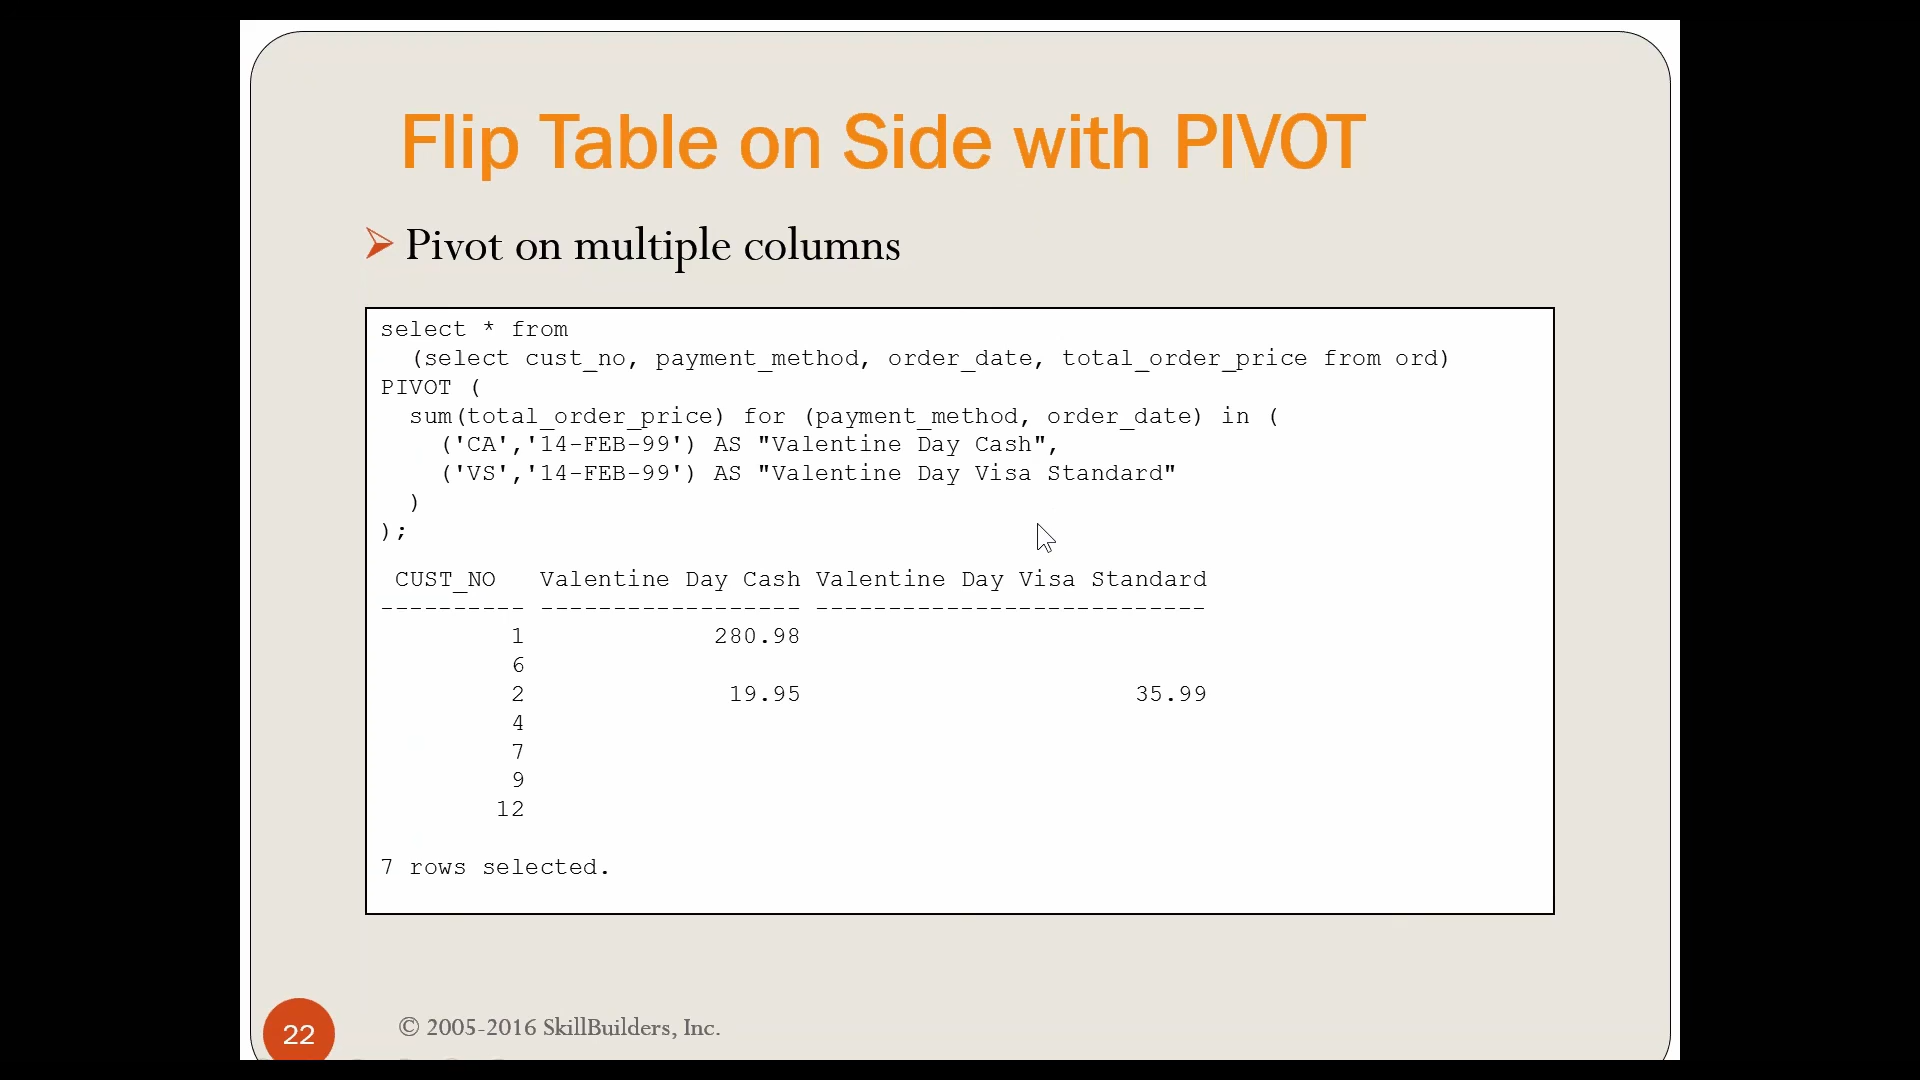 Flip Table on Side with PIVOT
Pivot on multiple columns
select * from
(select cust_no, payment_method, order_date, total_order_price from ord)
PIVOT (
sum(total_order_price) for (payment_method, order_date) in (
('CA','14-FEB-99') AS "Valentine Day Cash",
('VS','14-FEB-99') AS "Valentine Day Visa Standard"
)
);
CUST_NO Valentine Day Cash Valentine Day Visa Standard
---------- ------------------ ---------------------------
1 280.98
6
2 19.95 35.99
4
7
9
12
7 rows selected.
22 © 2005-2016 SkillBuilders, Inc.